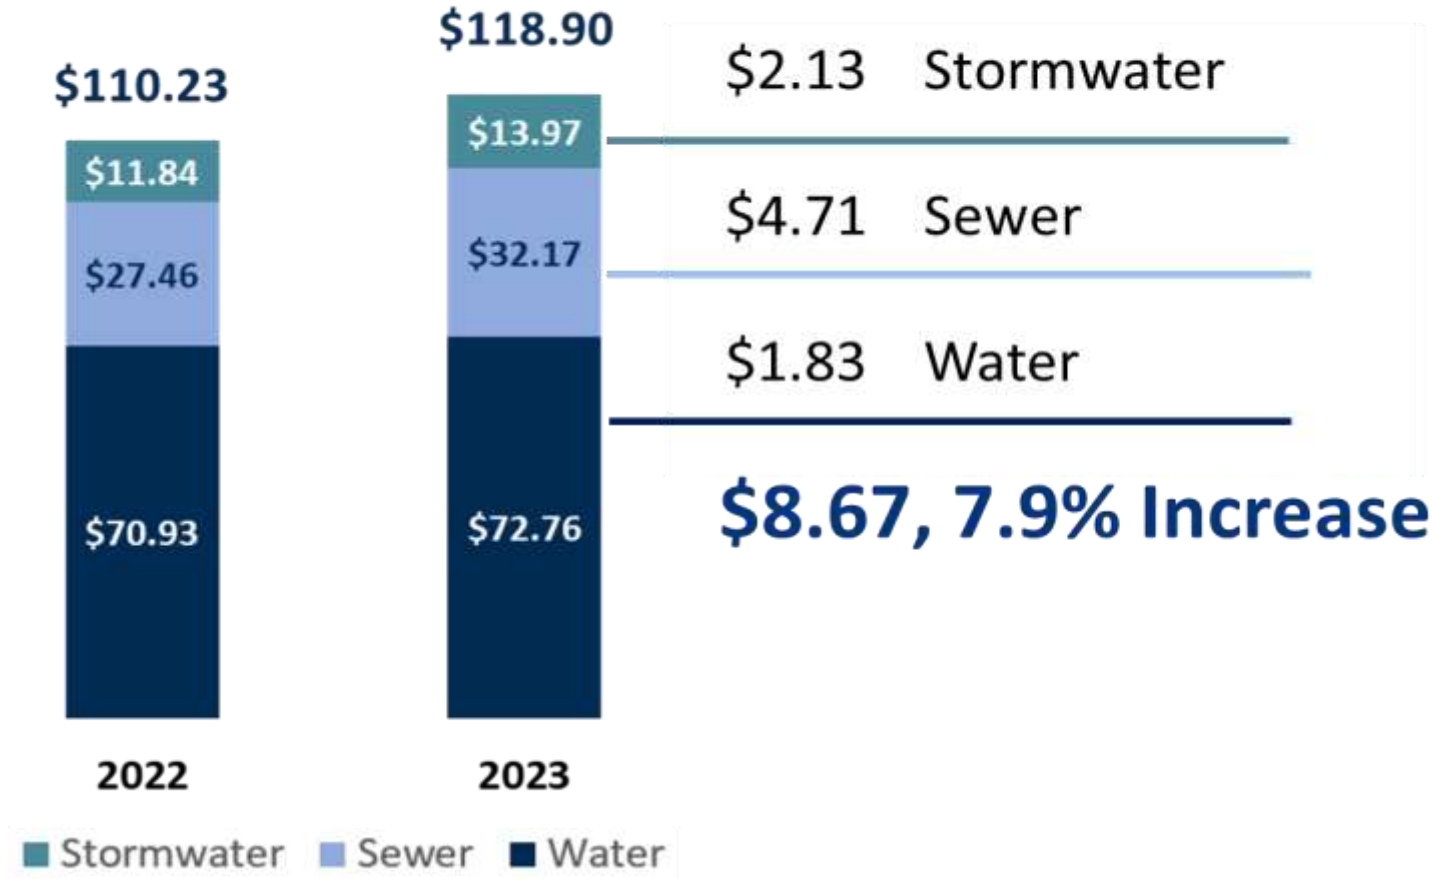 $110.23
$11.84
$27.46
$70.93
2022
$118.90
$13.97
$32.17
$72.76
2023
$2.13 Stormwater
$4.71 Sewer
$1.83 Water
$8.67, 7.9% Increase
Stormwater Sewer Water